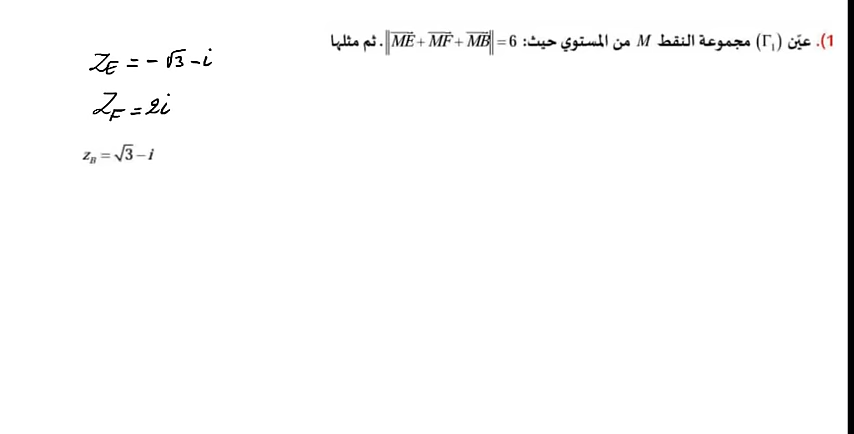 1). عيّن (Γ₁) مجموعة النقط M من المستوي حيث: ‖ME⃗ + MF⃗ + MB⃗‖ = 6. ثم مثلها
Z_E = -√3 - i
Z_F = 2i
z_B = √3 - i